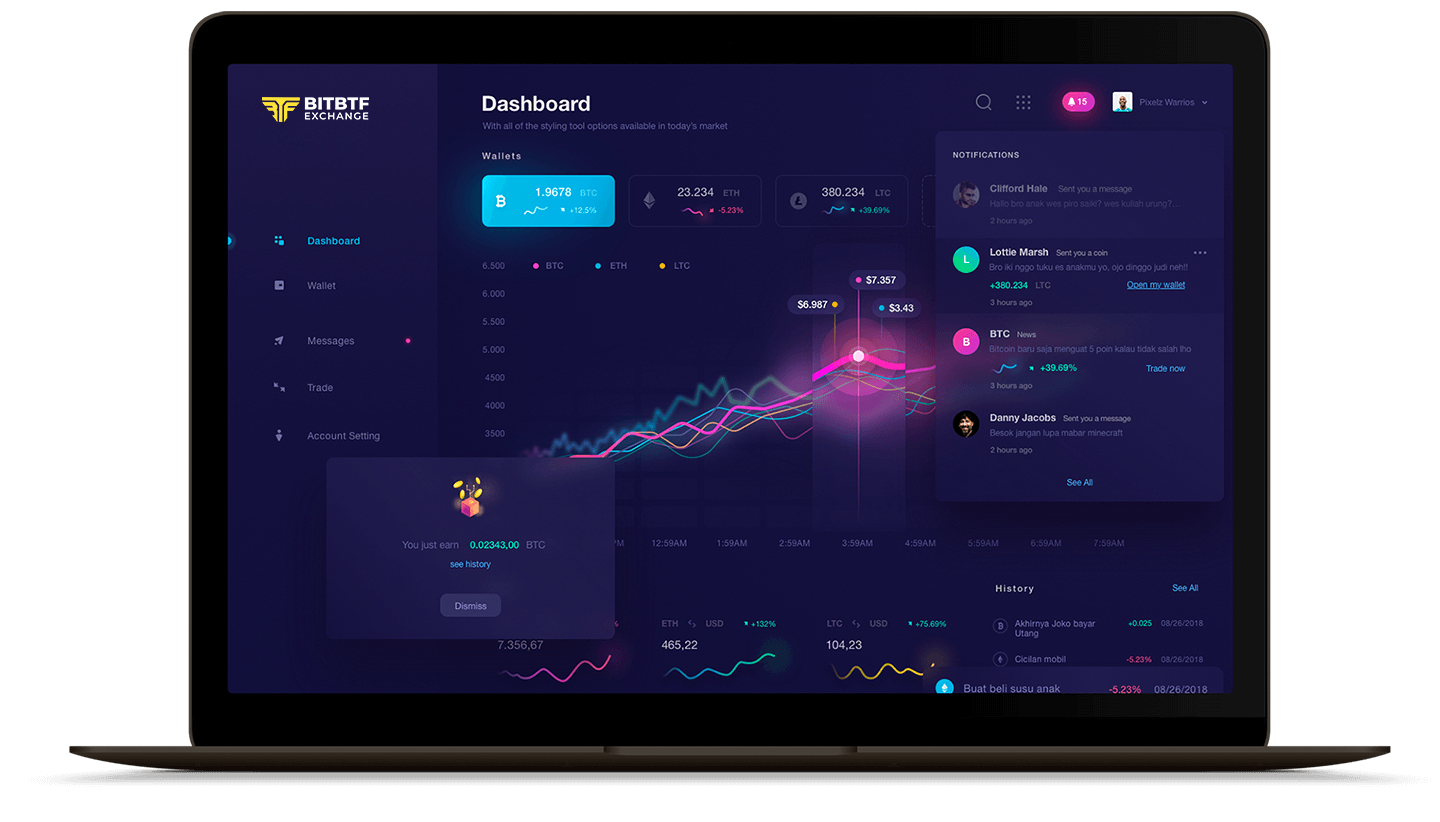 BITBTF
EXCHANGE
Dashboard
Wallet
Messages
Trade
Account Setting
Dashboard
With all of the styling tool options available in today's market
15
Pixelz Warrios
Wallets
1.9678 BTC
+12.5%
23.234 ETH
-5.23%
380.234 LTC
+39.69%
BTC ETH LTC
6.500
6.000
5.500
5.000
4500
4000
3500
$7.357
$6.987
$3.43
12:59AM 1:59AM 2:59AM 3:59AM 4:59AM 5:59AM 6:59AM 7:59AM
NOTIFICATIONS
Clifford Hale Sent you a message
Hallo bro anak wes piro saiki? wes kuliah urung?...
2 hours ago
L
Lottie Marsh Sent you a coin
Bro iki nggo tuku es anakmu yo, ojo dinggo judi neh!!
+380.234 LTC Open my wallet
3 hours ago
B
BTC News
Bitcoin baru saja menguat 5 poin kalau tidak salah lho
+39.69% Trade now
3 hours ago
Danny Jacobs Sent you a message
Besok jangan lupa mabar minecraft
2 hours ago
See All
You just earn 0.02343,00 BTC
see history
Dismiss
7.356,67
ETH USD +132%
465,22
LTC USD +75.69%
104,23
History See All
Akhirnya Joko bayar
Utang
+0.025 08/26/2018
Cicilan mobil -5.23% 08/26/2018
Buat beli susu anak -5.23% 08/26/2018